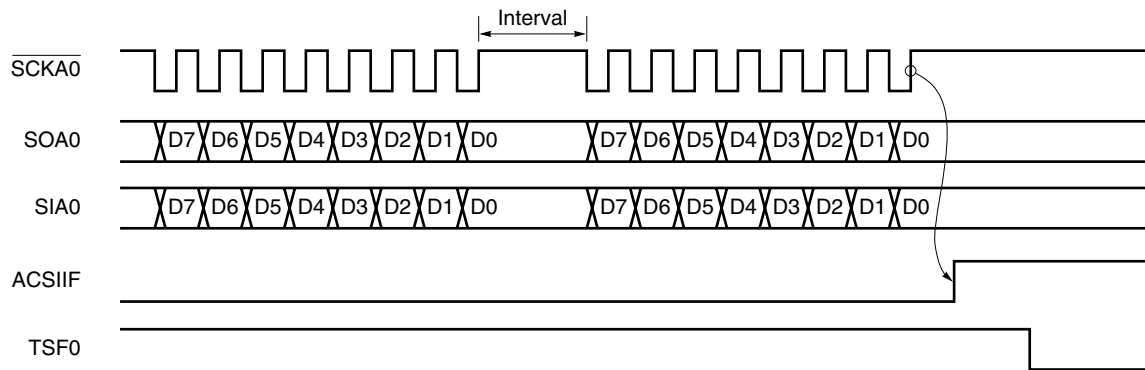 Interval
SCKA0
SOA0 D7 D6 D5 D4 D3 D2 D1 D0 D7 D6 D5 D4 D3 D2 D1 D0
SIA0 D7 D6 D5 D4 D3 D2 D1 D0 D7 D6 D5 D4 D3 D2 D1 D0
ACSIIF
TSF0